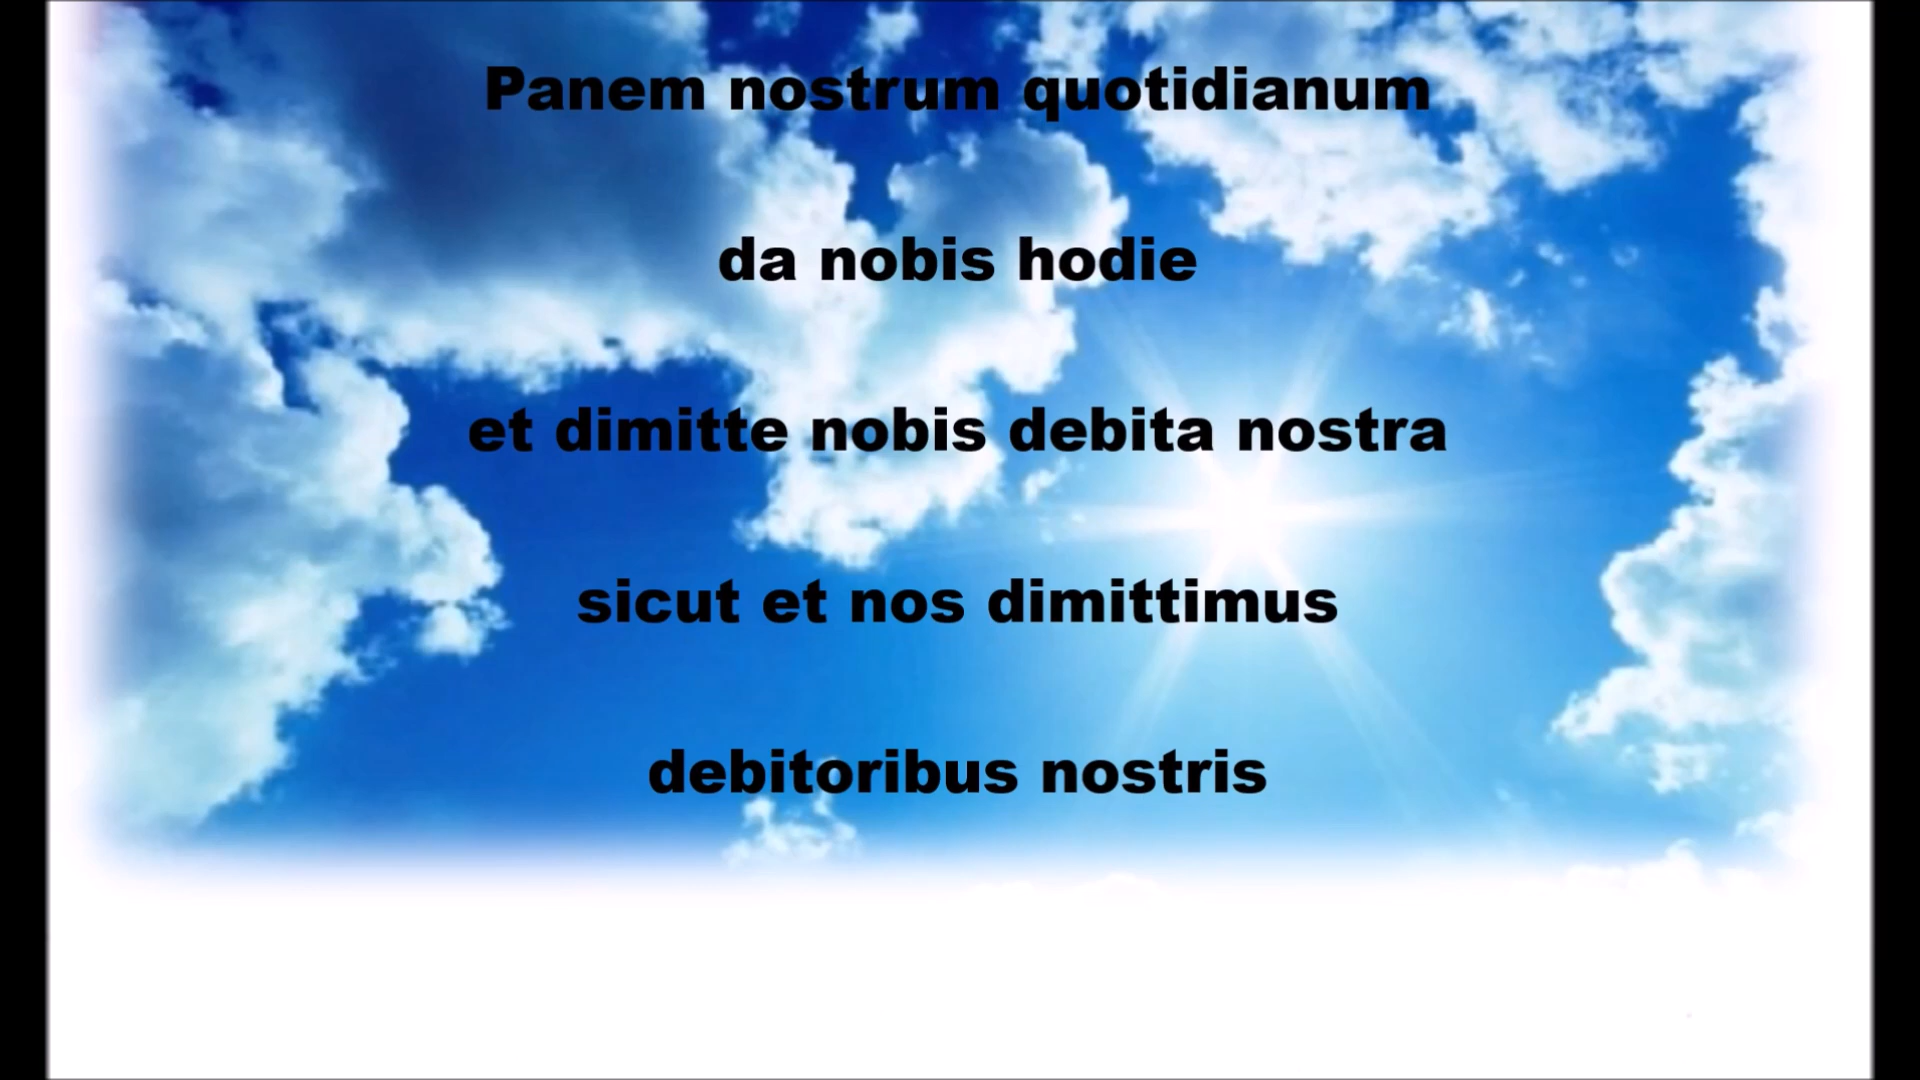 Panem nostrum quotidianum
da nobis hodie
et dimitte nobis debita nostra
sicut et nos dimittimus
debitoribus nostris